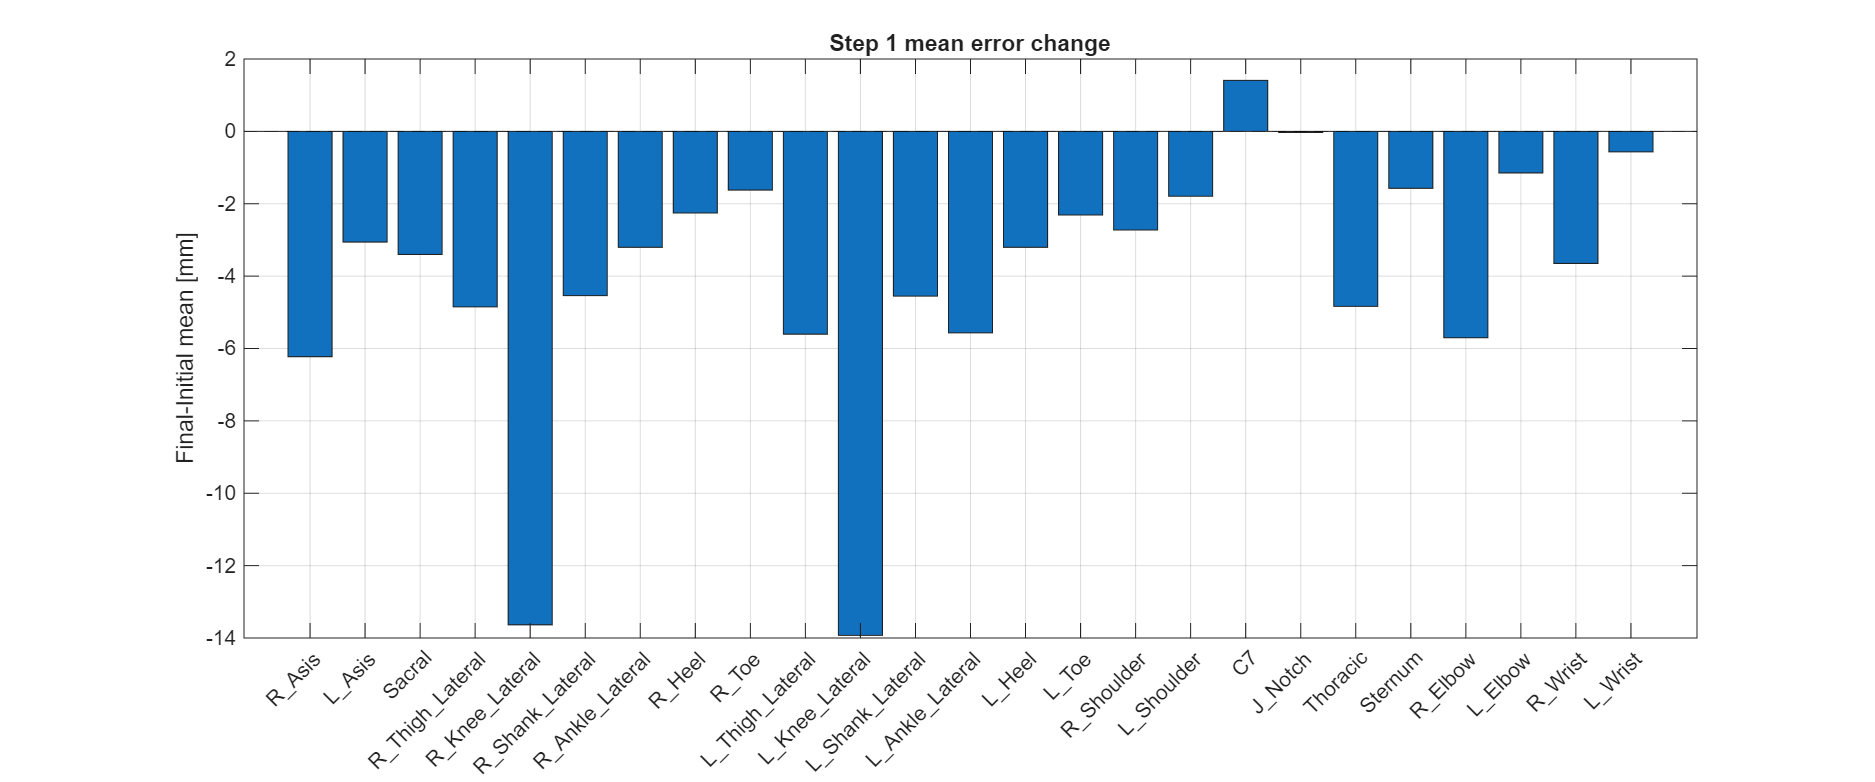 Step 1 mean error change
Final-Initial mean [mm]
2
0
-2
-4
-6
-8
-10
-12
-14
R_Asis
L_Asis
Sacral
R_Thigh_Lateral
R_Knee_Lateral
R_Shank_Lateral
R_Ankle_Lateral
R_Heel
R_Toe
L_Thigh_Lateral
L_Knee_Lateral
L_Shank_Lateral
L_Ankle_Lateral
L_Heel
L_Toe
R_Shoulder
L_Shoulder
C7
J_Notch
Thoracic
Sternum
R_Elbow
L_Elbow
R_Wrist
L_Wrist